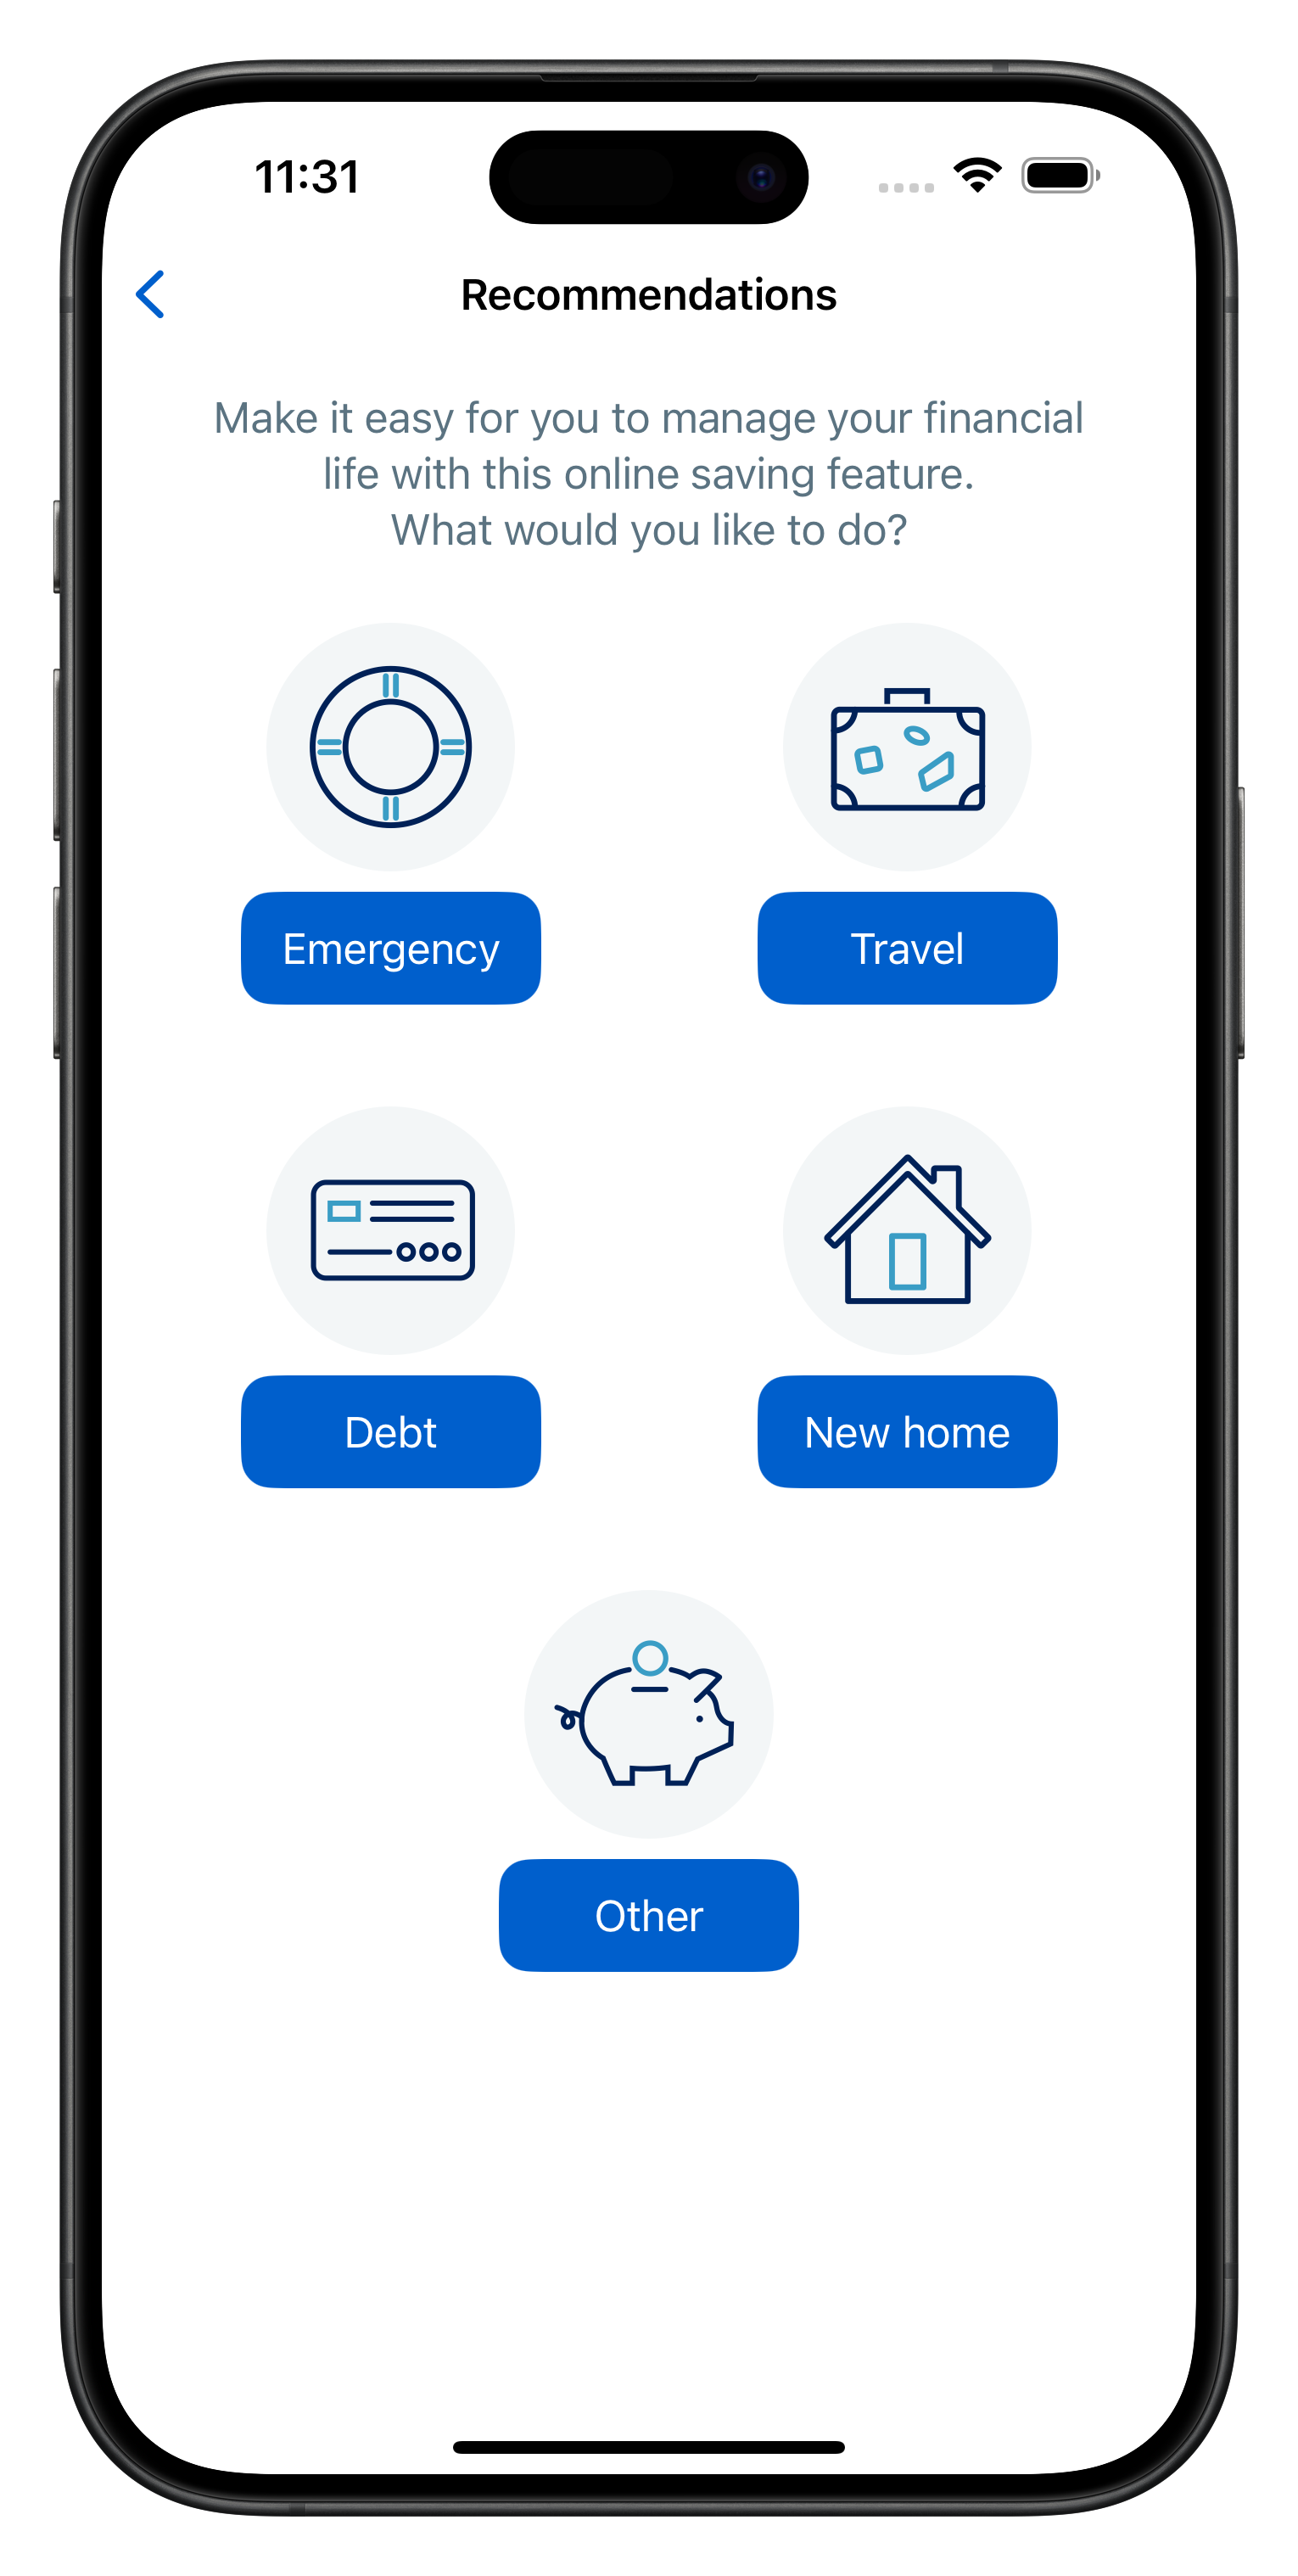 11:31
Recommendations
Make it easy for you to manage your financial
life with this online saving feature.
What would you like to do?
Emergency
Travel
Debt
New home
Other